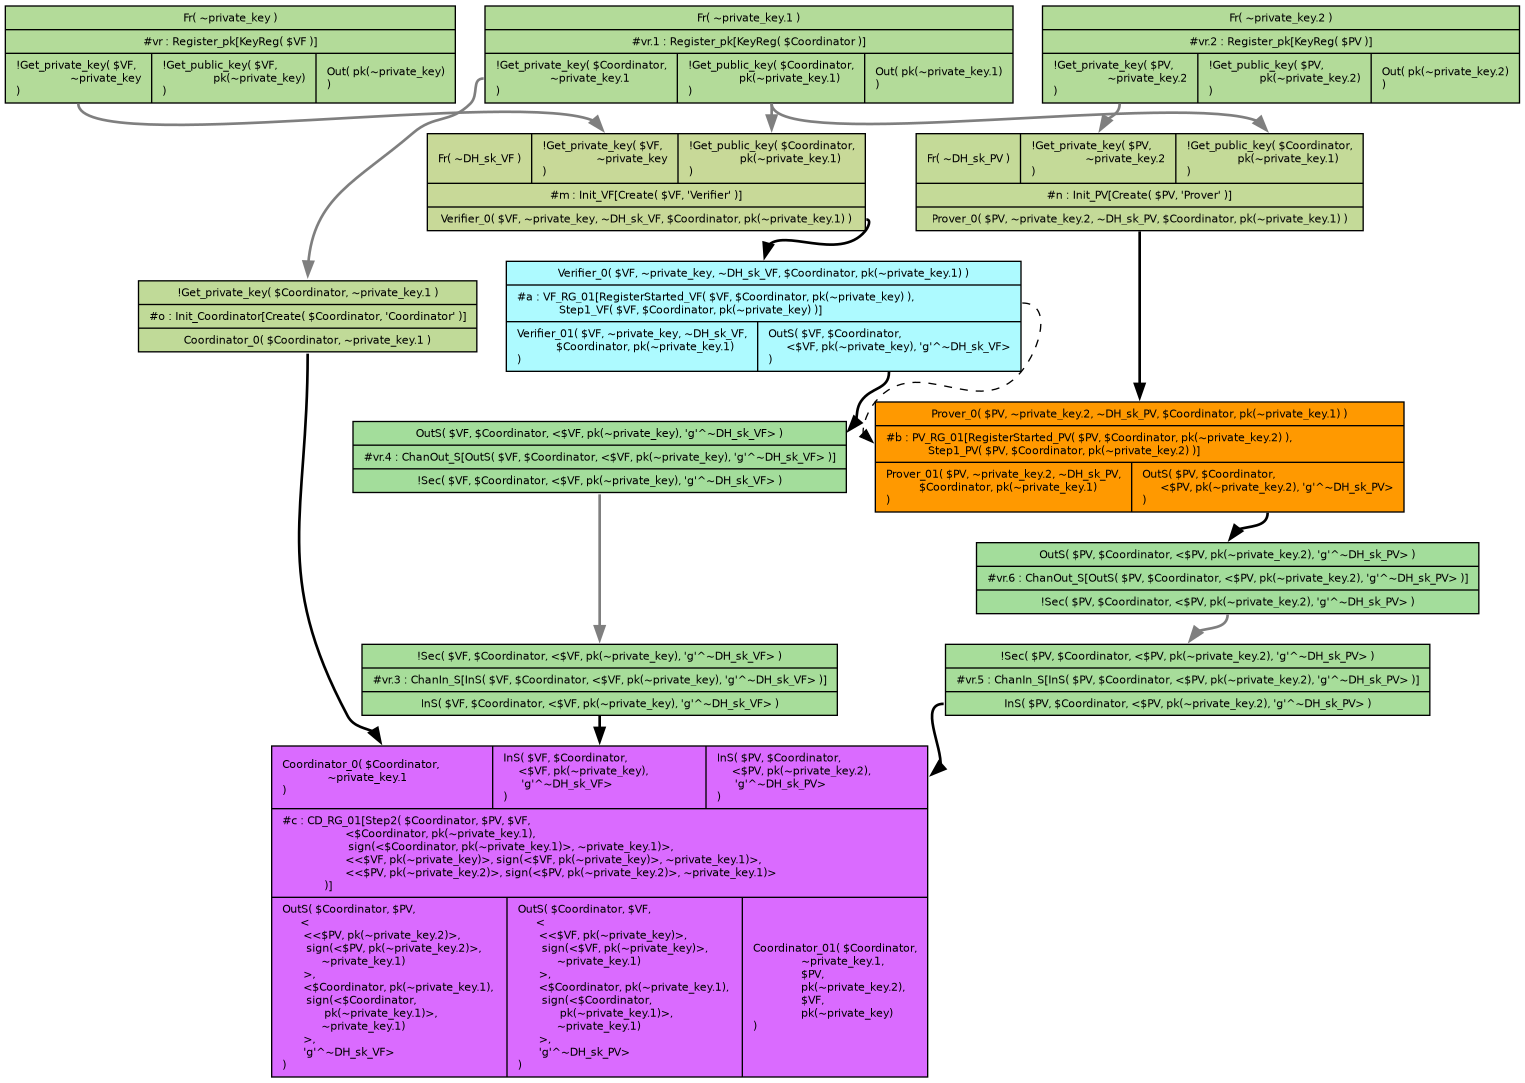 Fr( ~private_key )
#vr : Register_pk[KeyReg( $VF )]
!Get_private_key( $VF,
~private_key
)
!Get_public_key( $VF,
pk(~private_key)
)
Out( pk(~private_key)
)
Fr( ~private_key.1 )
#vr.1 : Register_pk[KeyReg( $Coordinator )]
!Get_private_key( $Coordinator,
~private_key.1
)
!Get_public_key( $Coordinator,
pk(~private_key.1)
)
Out( pk(~private_key.1)
)
Fr( ~private_key.2 )
#vr.2 : Register_pk[KeyReg( $PV )]
!Get_private_key( $PV,
~private_key.2
)
!Get_public_key( $PV,
pk(~private_key.2)
)
Out( pk(~private_key.2)
)
Fr( ~DH_sk_VF )
!Get_private_key( $VF,
~private_key
)
!Get_public_key( $Coordinator,
pk(~private_key.1)
)
#m : Init_VF[Create( $VF, 'Verifier' )]
Verifier_0( $VF, ~private_key, ~DH_sk_VF, $Coordinator, pk(~private_key.1) )
Fr( ~DH_sk_PV )
!Get_private_key( $PV,
~private_key.2
)
!Get_public_key( $Coordinator,
pk(~private_key.1)
)
#n : Init_PV[Create( $PV, 'Prover' )]
Prover_0( $PV, ~private_key.2, ~DH_sk_PV, $Coordinator, pk(~private_key.1) )
!Get_private_key( $Coordinator, ~private_key.1 )
#o : Init_Coordinator[Create( $Coordinator, 'Coordinator' )]
Coordinator_0( $Coordinator, ~private_key.1 )
Verifier_0( $VF, ~private_key, ~DH_sk_VF, $Coordinator, pk(~private_key.1) )
#a : VF_RG_01[RegisterStarted_VF( $VF, $Coordinator, pk(~private_key) ),
Step1_VF( $VF, $Coordinator, pk(~private_key) )]
Verifier_01( $VF, ~private_key, ~DH_sk_VF,
$Coordinator, pk(~private_key.1)
)
OutS( $VF, $Coordinator,
<$VF, pk(~private_key), 'g'^~DH_sk_VF>
)
Prover_0( $PV, ~private_key.2, ~DH_sk_PV, $Coordinator, pk(~private_key.1) )
#b : PV_RG_01[RegisterStarted_PV( $PV, $Coordinator, pk(~private_key.2) ),
Step1_PV( $PV, $Coordinator, pk(~private_key.2) )]
Prover_01( $PV, ~private_key.2, ~DH_sk_PV,
$Coordinator, pk(~private_key.1)
)
OutS( $PV, $Coordinator,
<$PV, pk(~private_key.2), 'g'^~DH_sk_PV>
)
OutS( $VF, $Coordinator, <$VF, pk(~private_key), 'g'^~DH_sk_VF> )
#vr.4 : ChanOut_S[OutS( $VF, $Coordinator, <$VF, pk(~private_key), 'g'^~DH_sk_VF> )]
!Sec( $VF, $Coordinator, <$VF, pk(~private_key), 'g'^~DH_sk_VF> )
OutS( $PV, $Coordinator, <$PV, pk(~private_key.2), 'g'^~DH_sk_PV> )
#vr.6 : ChanOut_S[OutS( $PV, $Coordinator, <$PV, pk(~private_key.2), 'g'^~DH_sk_PV> )]
!Sec( $PV, $Coordinator, <$PV, pk(~private_key.2), 'g'^~DH_sk_PV> )
!Sec( $VF, $Coordinator, <$VF, pk(~private_key), 'g'^~DH_sk_VF> )
#vr.3 : ChanIn_S[InS( $VF, $Coordinator, <$VF, pk(~private_key), 'g'^~DH_sk_VF> )]
InS( $VF, $Coordinator, <$VF, pk(~private_key), 'g'^~DH_sk_VF> )
!Sec( $PV, $Coordinator, <$PV, pk(~private_key.2), 'g'^~DH_sk_PV> )
#vr.5 : ChanIn_S[InS( $PV, $Coordinator, <$PV, pk(~private_key.2), 'g'^~DH_sk_PV> )]
InS( $PV, $Coordinator, <$PV, pk(~private_key.2), 'g'^~DH_sk_PV> )
Coordinator_0( $Coordinator,
~private_key.1
)
InS( $VF, $Coordinator,
<$VF, pk(~private_key),
'g'^~DH_sk_VF>
)
InS( $PV, $Coordinator,
<$PV, pk(~private_key.2),
'g'^~DH_sk_PV>
)
#c : CD_RG_01[Step2( $Coordinator, $PV, $VF,
<$Coordinator, pk(~private_key.1),
sign(<$Coordinator, pk(~private_key.1)>, ~private_key.1)>,
<<$VF, pk(~private_key)>, sign(<$VF, pk(~private_key)>, ~private_key.1)>,
<<$PV, pk(~private_key.2)>, sign(<$PV, pk(~private_key.2)>, ~private_key.1)>
)]
OutS( $Coordinator, $PV,
<
<<$PV, pk(~private_key.2)>,
sign(<$PV, pk(~private_key.2)>,
~private_key.1)
>,
<$Coordinator, pk(~private_key.1),
sign(<$Coordinator,
pk(~private_key.1)>,
~private_key.1)
>,
'g'^~DH_sk_VF>
)
OutS( $Coordinator, $VF,
<
<<$VF, pk(~private_key)>,
sign(<$VF, pk(~private_key)>,
~private_key.1)
>,
<$Coordinator, pk(~private_key.1),
sign(<$Coordinator,
pk(~private_key.1)>,
~private_key.1)
>,
'g'^~DH_sk_PV>
)
Coordinator_01( $Coordinator,
~private_key.1,
$PV,
pk(~private_key.2),
$VF,
pk(~private_key)
)